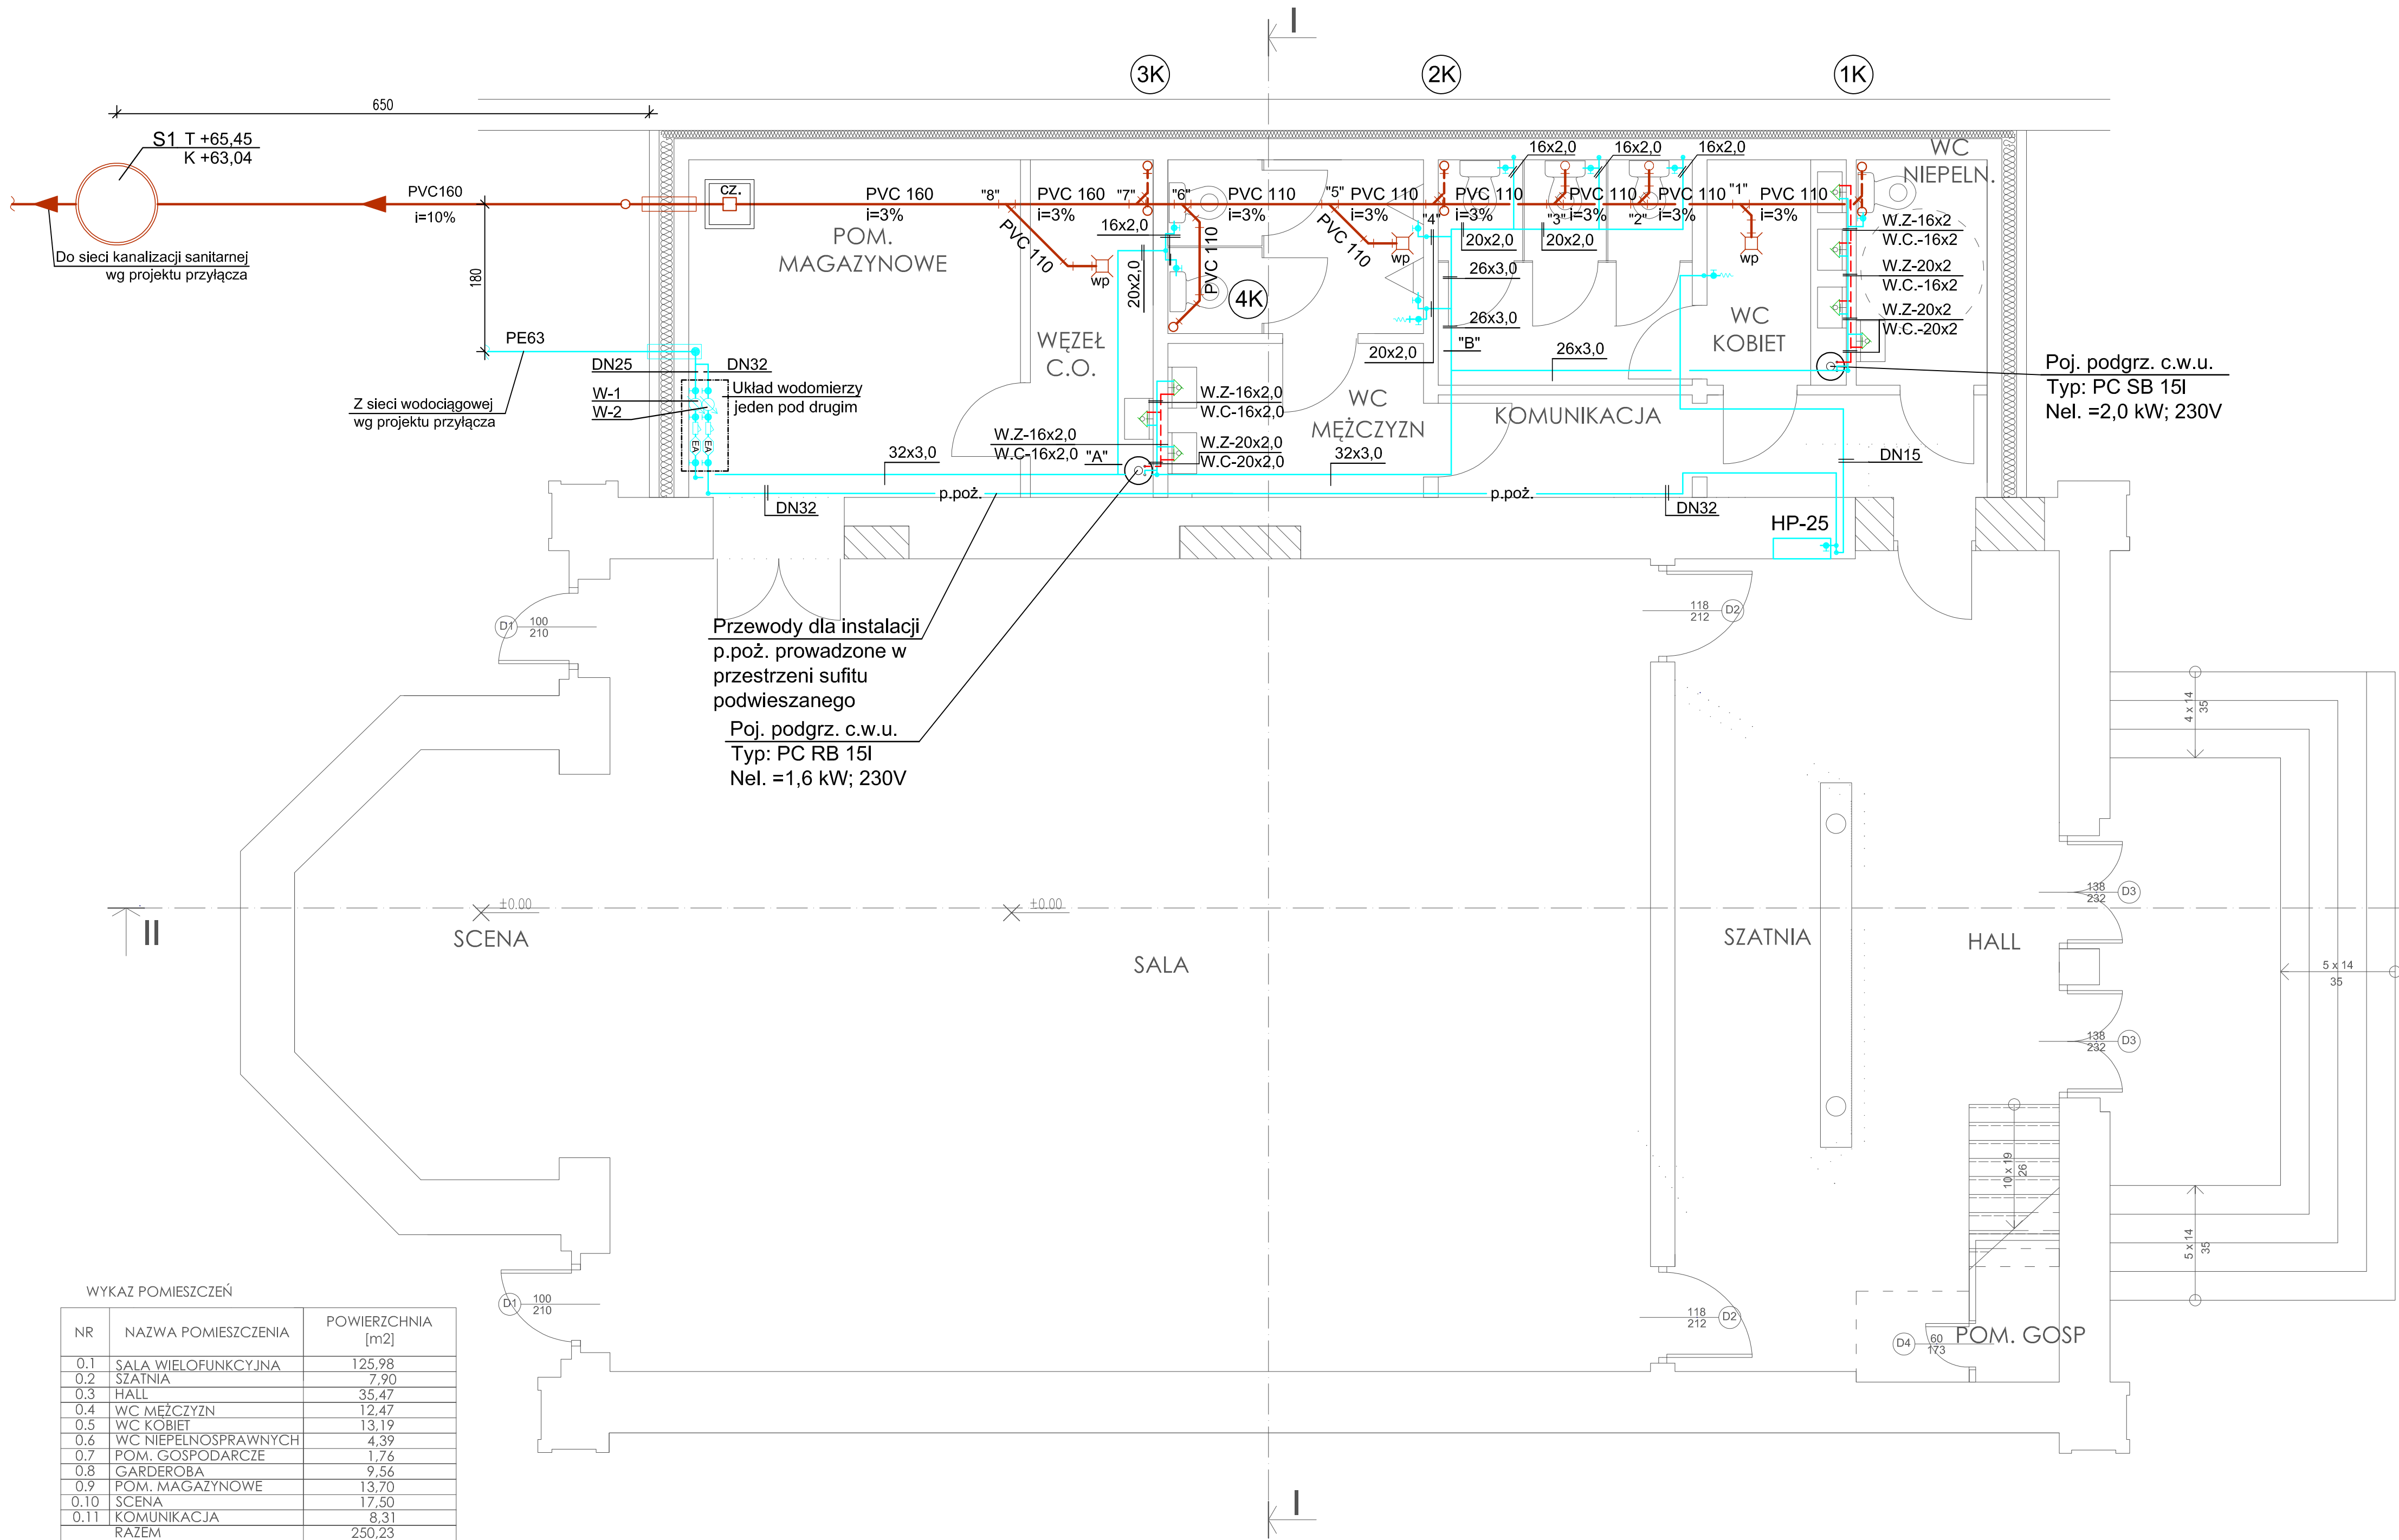 I
3K
2K
1K
650
S1 T +65,45
K +63,04
PVC160
i=10%
Do sieci kanalizacji sanitarnej
wg projektu przyłącza
180
PE63
Z sieci wodociągowej
wg projektu przyłącza
cz.
PVC 160
i=3%
"8"
PVC 160
i=3%
"7"
"6"
PVC 110
i=3%
"5"
PVC 110
i=3%
"4"
PVC 110
i=3%
"3"
PVC 110
i=3%
"2"
PVC 110
i=3%
"1"
PVC 110
i=3%
16x2,0
16x2,0
16x2,0
WC
NIEPELN.
POM.
MAGAZYNOWE
PVC 110
wp
16x2,0
20x2,0
PVC 110
4K
PVC 110
wp
20x2,0
20x2,0
26x3,0
26x3,0
"B"
20x2,0
26x3,0
wp
WC
KOBIET
W.Z-16x2
W.C.-16x2
W.Z-20x2
W.C.-16x2
W.Z-20x2
W.C.-20x2
Poj. podgrz. c.w.u.
Typ: PC SB 15l
Nel. =2,0 kW; 230V
DN25
DN32
W-1
W-2
Układ wodomierzy
jeden pod drugim
EA
EA
WĘZEŁ
C.O.
W.Z-16x2,0
W.C-16x2,0
W.Z-16x2,0
W.C-16x2,0
"A"
W.Z-20x2,0
W.C-20x2,0
WC
MĘŻCZYZN
KOMUNIKACJA
32x3,0
32x3,0
DN15
p.poż.
p.poż.
DN32
DN32
HP-25
D1
100
210
118
212
D2
Przewody dla instalacji
p.poż. prowadzone w
przestrzeni sufitu
podwieszanego
Poj. podgrz. c.w.u.
Typ: PC RB 15l
Nel. =1,6 kW; 230V
4 x 14
35
138
232
D3
±0.00
±0.00
II
SCENA
SALA
SZATNIA
HALL
5 x 14
35
138
232
D3
10 x 19
26
5 x 14
35
D1
100
210
118
212
D2
D4
60
173
POM. GOSP
I
WYKAZ POMIESZCZEŃ
NR NAZWA POMIESZCZENIA POWIERZCHNIA
[m2]
0.1 SALA WIELOFUNKCYJNA 125,98
0.2 SZATNIA 7,90
0.3 HALL 35,47
0.4 WC MĘŻCZYZN 12,47
0.5 WC KOBIET 13,19
0.6 WC NIEPELNOSPRAWNYCH 4,39
0.7 POM. GOSPODARCZE 1,76
0.8 GARDEROBA 9,56
0.9 POM. MAGAZYNOWE 13,70
0.10 SCENA 17,50
0.11 KOMUNIKACJA 8,31
RAZEM 250,23